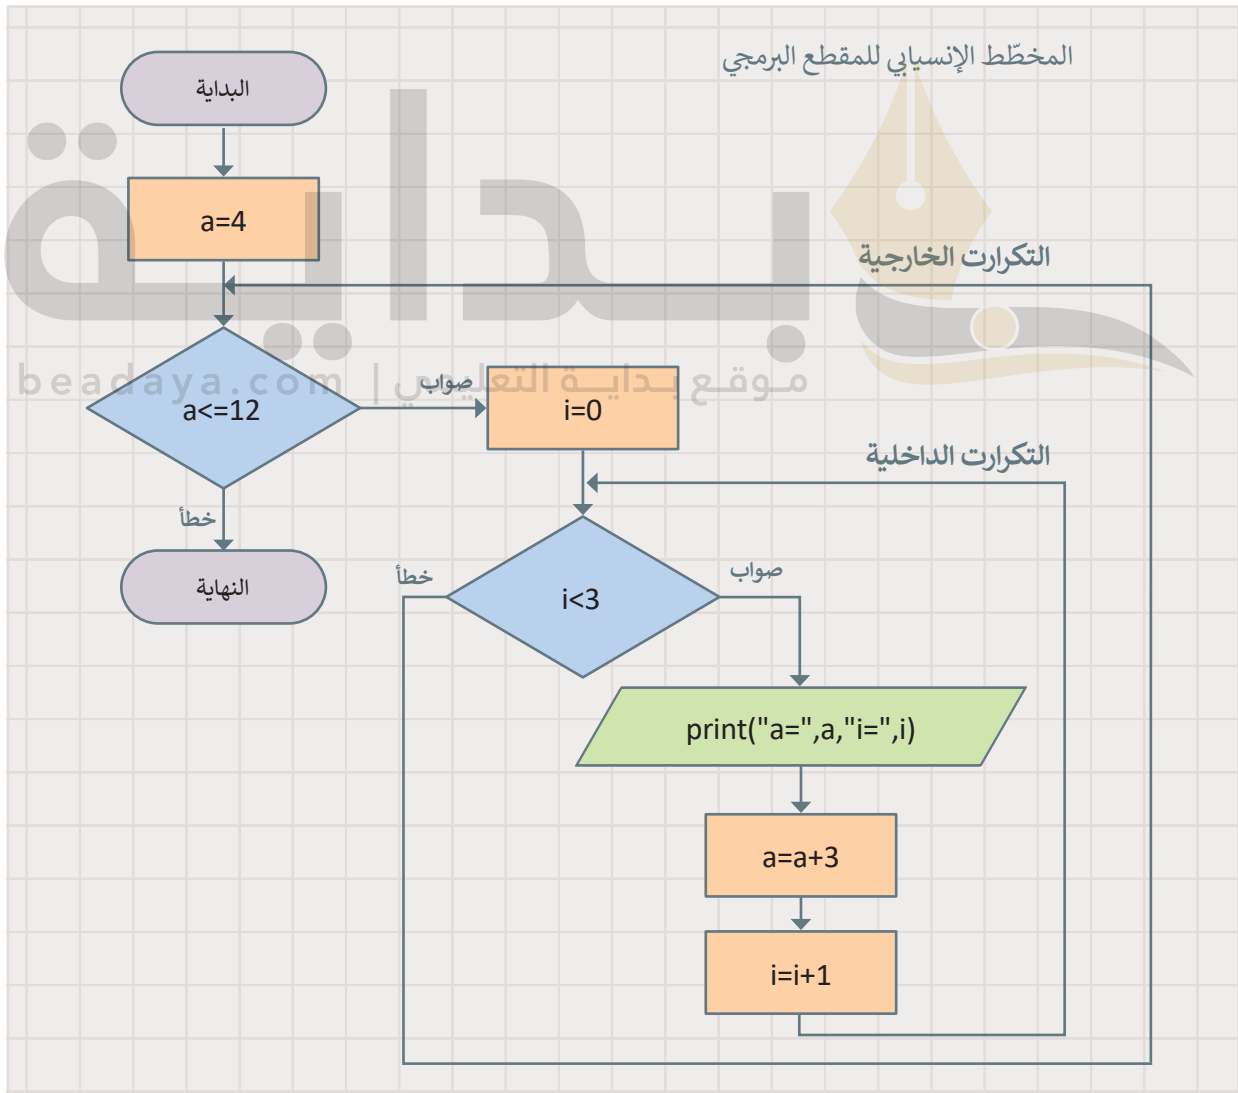 المخطّط الإنسيابي للمقطع البرمجي
البداية
a=4
التكرارت الخارجية
بداية
beadaya.com | موقع بداية التعليمي
a<=12
صواب
i=0
التكرارت الداخلية
خطأ
النهاية
خطأ
i<3
صواب
print("a=",a,"i=",i)
a=a+3
i=i+1